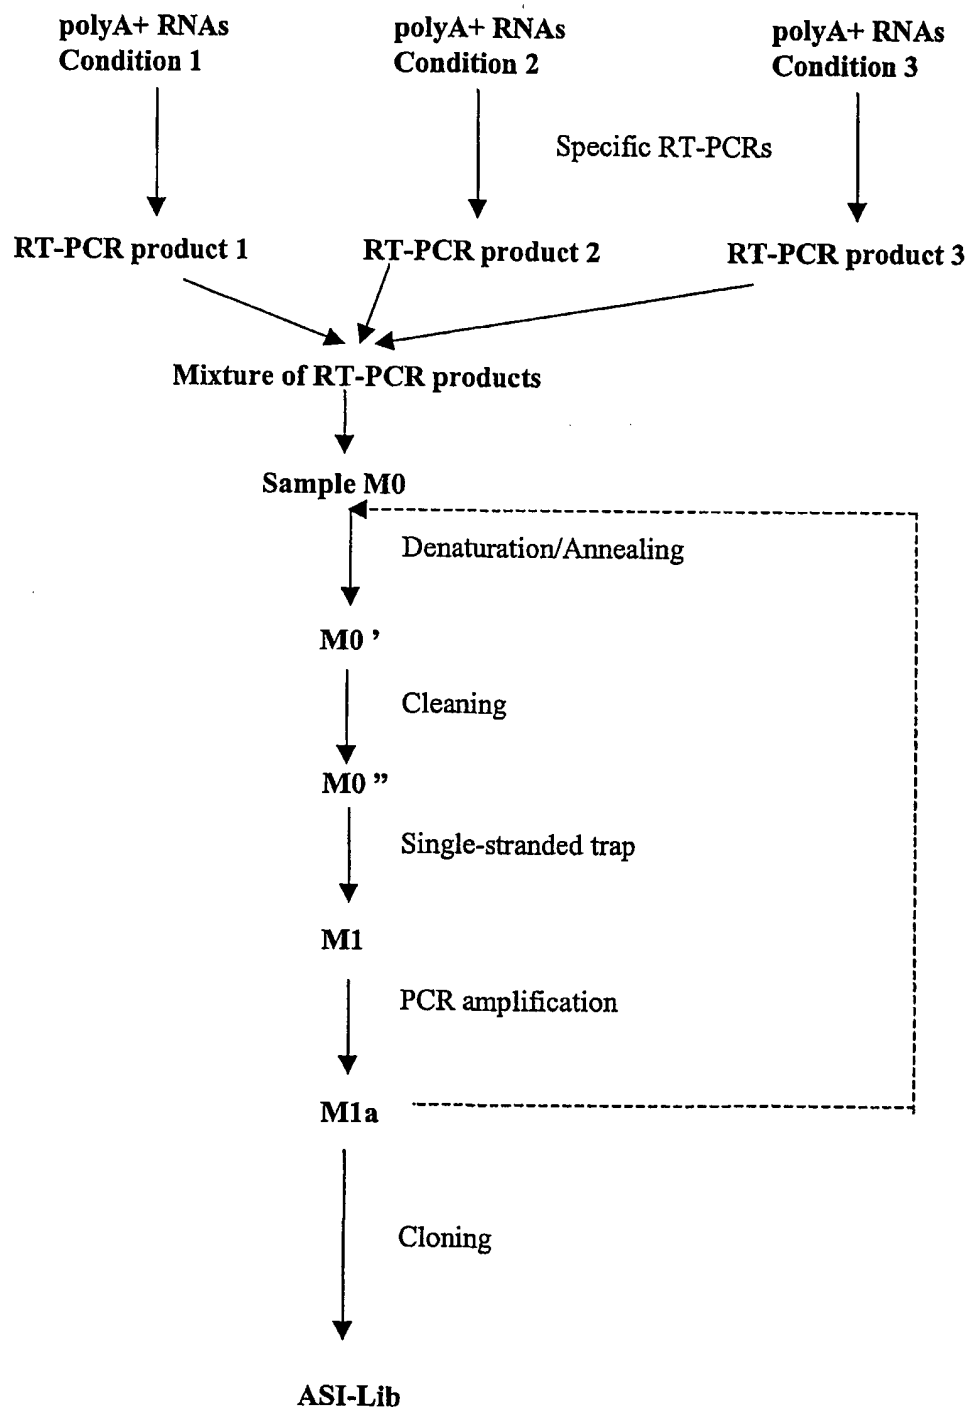 polyA+ RNAs
Condition 1
polyA+ RNAs
Condition 2
polyA+ RNAs
Condition 3
Specific RT-PCRs
RT-PCR product 1
RT-PCR product 2
RT-PCR product 3
Mixture of RT-PCR products
Sample M0
Denaturation/Annealing
M0 ’
Cleaning
M0 ”
Single-stranded trap
M1
PCR amplification
M1a
Cloning
ASI-Lib